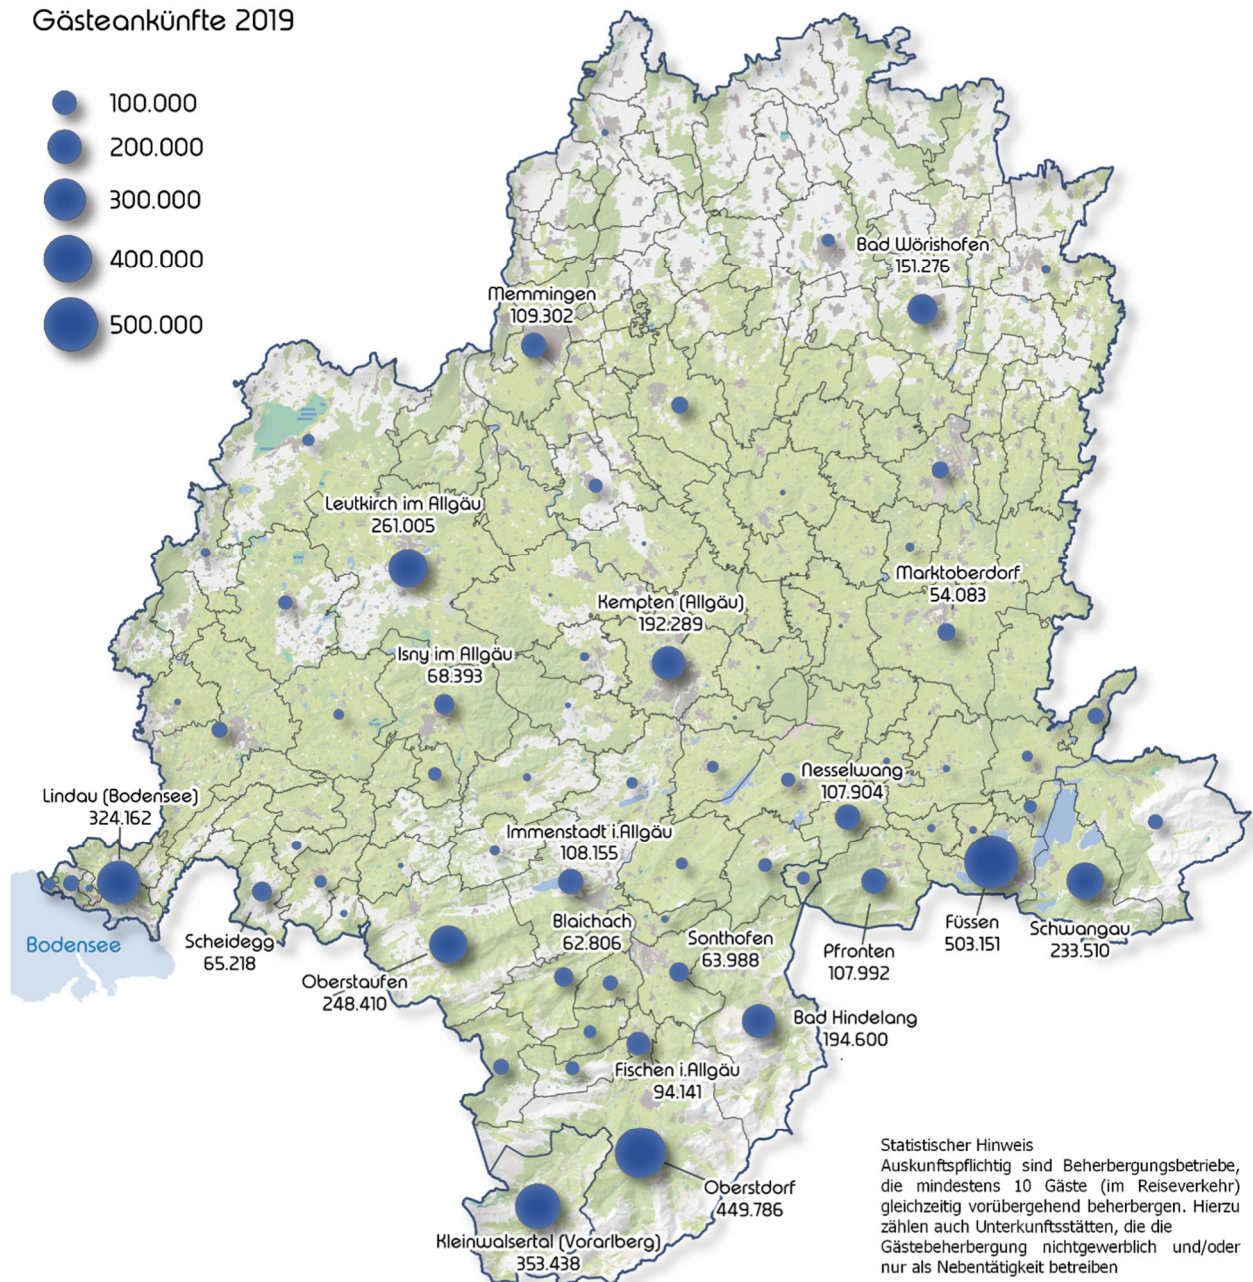 Gästeankünfte 2019
100.000
200.000
300.000
400.000
500.000
Bad Wörishofen
151.276
Memmingen
109.302
Leutkirch im Allgäu
261.005
Marktoberdorf
54.083
Kempten (Allgäu)
192.289
Isny im Allgäu
68.393
Nesselwang
107.904
Lindau (Bodensee)
324.162
Immenstadt i.Allgäu
108.155
Bodensee
Scheidegg
65.218
Blaichach
62.806
Sonthofen
63.988
Pfronten
107.992
Füssen
503.151
Schwangau
233.510
Oberstaufen
248.410
Bad Hindelang
194.600
Fischen i.Allgäu
94.141
Oberstdorf
449.786
Kleinwalsertal (Vorarlberg)
353.438
Statistischer Hinweis
Auskunftspflichtig sind Beherbergungsbetriebe,
die mindestens 10 Gäste (im Reiseverkehr)
gleichzeitig vorübergehend beherbergen. Hierzu
zählen auch Unterkunftsstätten, die die
Gästebeherbergung nichtgewerblich und/oder
nur als Nebentätigkeit betreiben